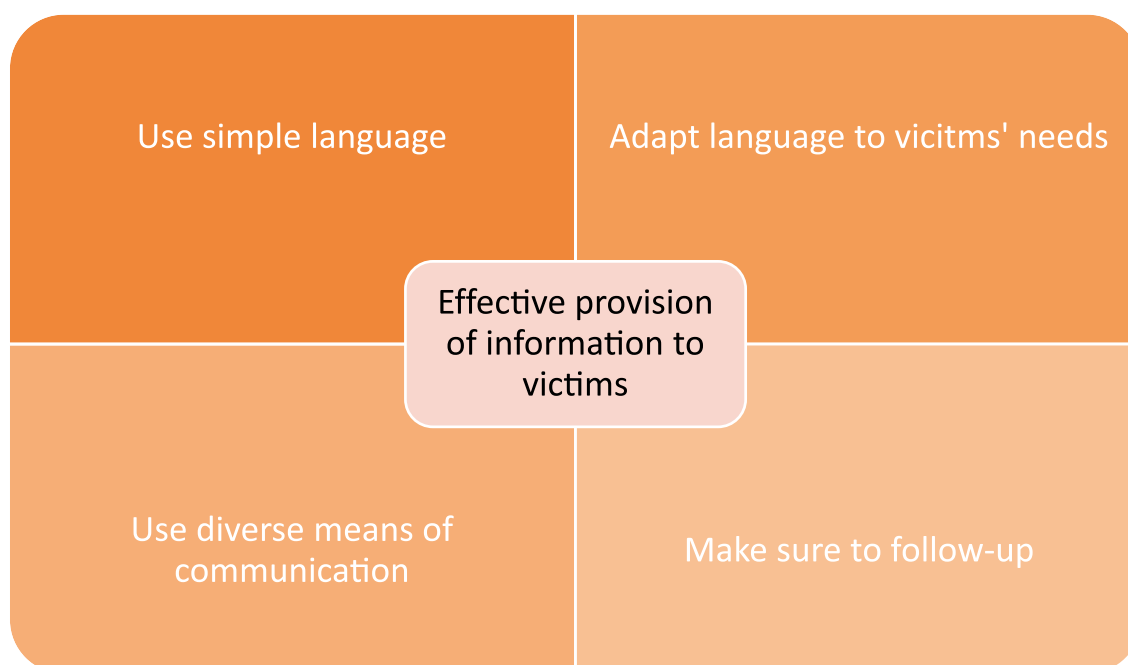 Use simple language
Adapt language to vicitms' needs
Effective provision
of information to
victims
Use diverse means of
communication
Make sure to follow-up